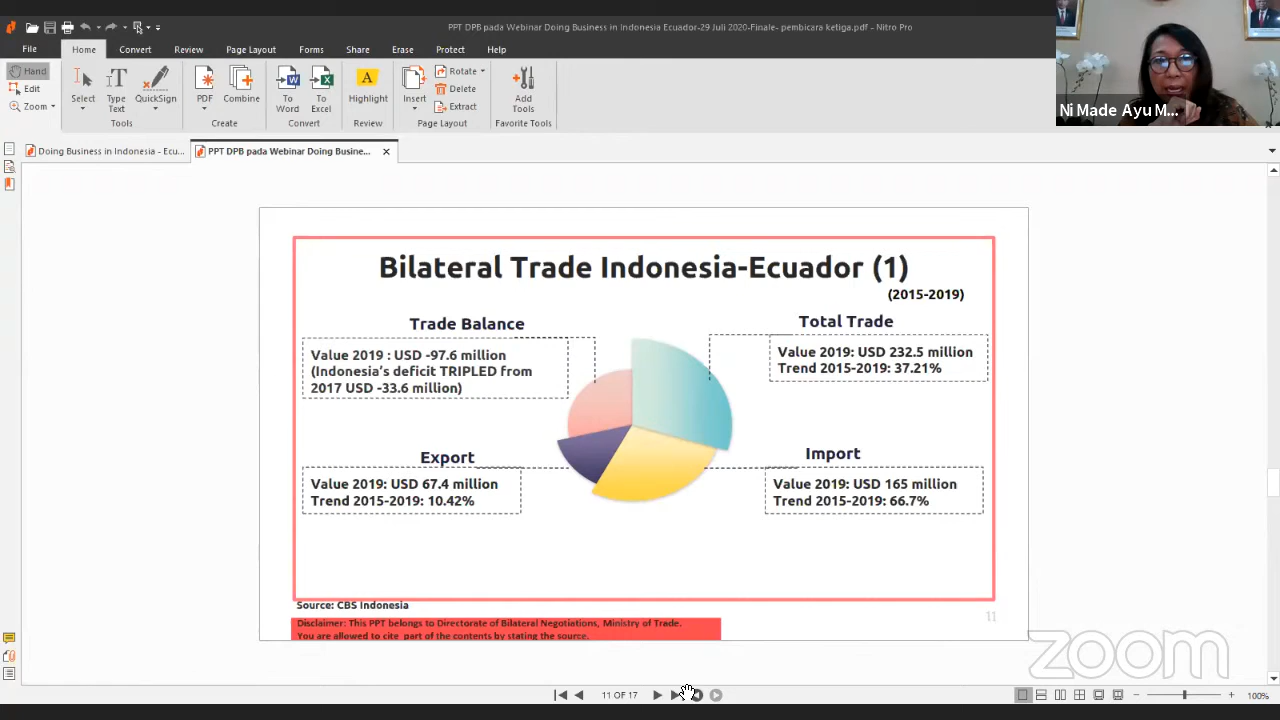 PPT DPB pada Webinar Doing Business in Indonesia Ecuador-29 Juli 2020-Finale- pembicara ketiga.pdf - Nitro Pro
File Home Convert Review Page Layout Forms Share Erase Protect Help
Hand
Edit
Zoom
Select
Type Text
QuickSign
Tools
PDF
Combine
Create
To Word
To Excel
Convert
Highlight
Review
Insert
Rotate
Delete
Extract
Page Layout
Add Tools
Favorite Tools
Ni Made Ayu M...
Doing Business in Indonesia - Ecu...
PPT DPB pada Webinar Doing Busine...
Bilateral Trade Indonesia-Ecuador (1)
(2015-2019)
Trade Balance
Value 2019 : USD -97.6 million
(Indonesia's deficit TRIPLED from
2017 USD -33.6 million)
Total Trade
Value 2019: USD 232.5 million
Trend 2015-2019: 37.21%
Export
Value 2019: USD 67.4 million
Trend 2015-2019: 10.42%
Import
Value 2019: USD 165 million
Trend 2015-2019: 66.7%
Source: CBS Indonesia
Disclaimer: This PPT belongs to Directorate of Bilateral Negotiations, Ministry of Trade.
You are allowed to cite part of the contents by stating the source.
11
zoom
11 OF 17
100%